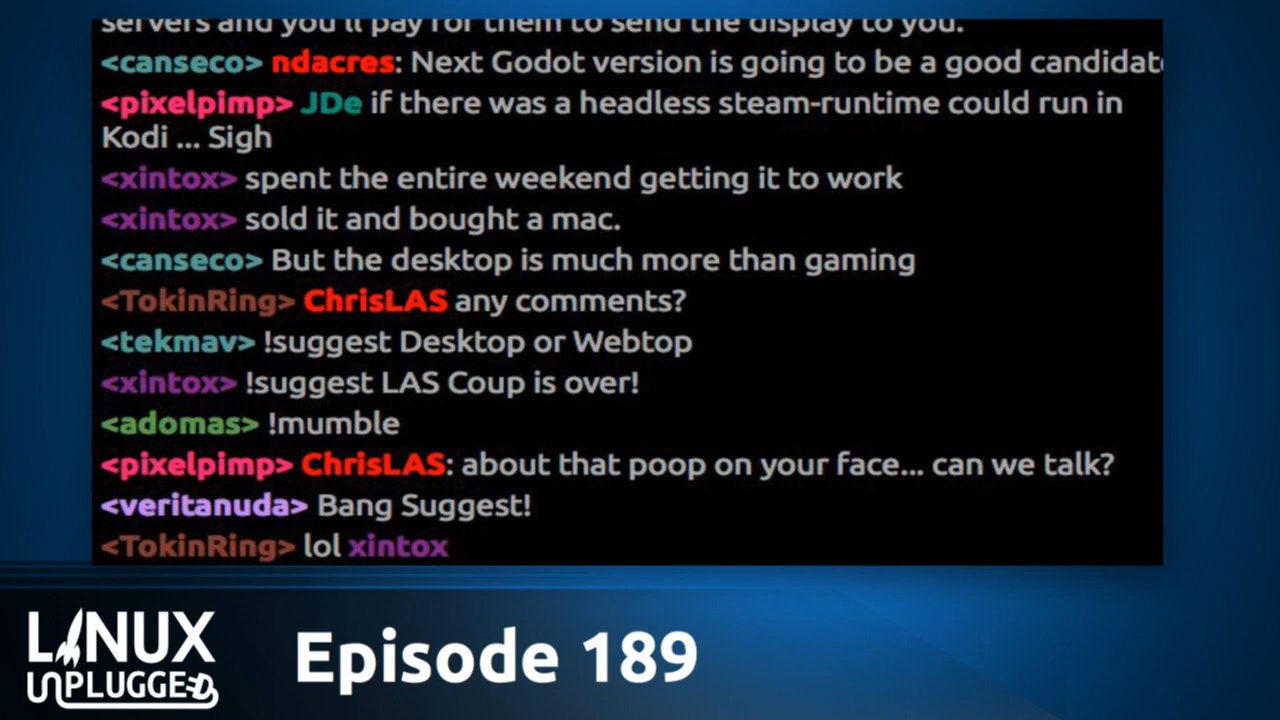 servers and you'll pay for them to send the display to you.
<canseco> ndacres: Next Godot version is going to be a good candidat
<pixelpimp> JDe if there was a headless steam-runtime could run in
Kodi ... Sigh
<xintox> spent the entire weekend getting it to work
<xintox> sold it and bought a mac.
<canseco> But the desktop is much more than gaming
<TokinRing> ChrisLAS any comments?
<tekmav> !suggest Desktop or Webtop
<xintox> !suggest LAS Coup is over!
<adomas> !mumble
<pixelpimp> ChrisLAS: about that poop on your face... can we talk?
<veritanuda> Bang Suggest!
<TokinRing> lol xintox
LINUX
UNPLUGGED
Episode 189